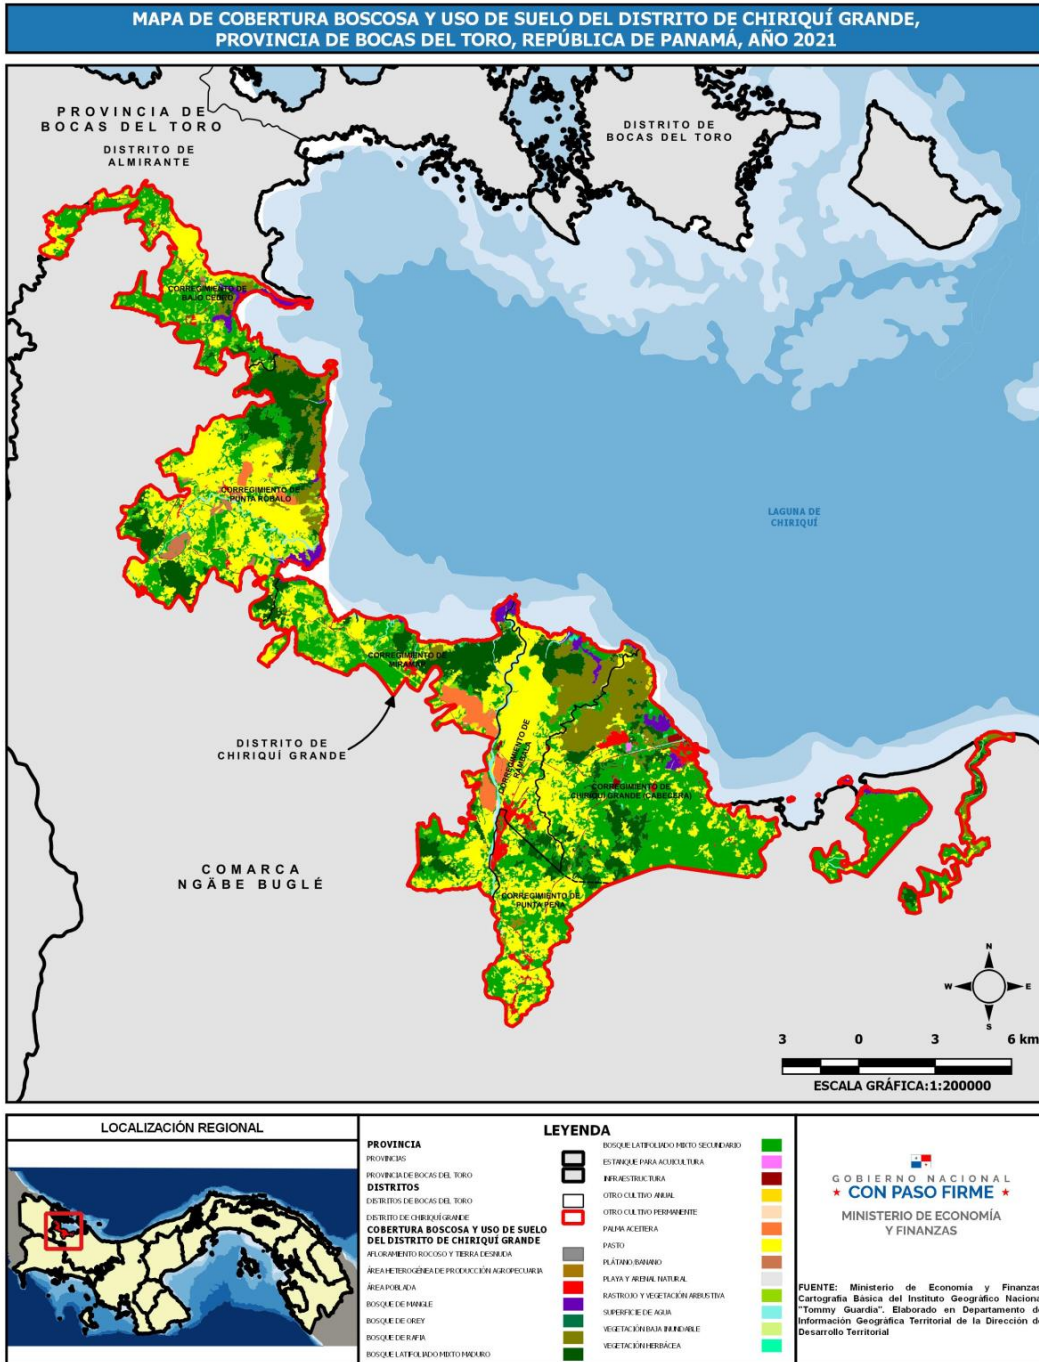 MAPA DE COBERTURA BOSCOSA Y USO DE SUELO DEL DISTRITO DE CHIRIQUÍ GRANDE,
PROVINCIA DE BOCAS DEL TORO, REPÚBLICA DE PANAMÁ, AÑO 2021
PROVINCIA DE
BOCAS DEL TORO
DISTRITO DE
ALMIRANTE
DISTRITO DE
BOCAS DEL TORO
CORREGIMIENTO DE
BAJO CEDRO
CORREGIMIENTO DE
PUNTA ROBALO
LAGUNA DE
CHIRIQUÍ
CORREGIMIENTO DE
MIRAMAR
DISTRITO DE
CHIRIQUÍ GRANDE
CORREGIMIENTO DE
RAMBALA
CORREGIMIENTO DE
CHIRIQUÍ GRANDE (CABECERA)
COMARCA
NGÄBE BUGLÉ
CORREGIMIENTO DE
PUNTA PEÑA
N
W
E
S
3 0 3 6 km
ESCALA GRÁFICA:1:200000
LOCALIZACIÓN REGIONAL
LEYENDA
PROVINCIA
PROVINCIAS
PROVINCIA DE BOCAS DEL TORO
DISTRITOS
DISTRITOS DE BOCAS DEL TORO
DISTRITO DE CHIRIQUÍ GRANDE
COBERTURA BOSCOSA Y USO DE SUELO
DEL DISTRITO DE CHIRIQUÍ GRANDE
AFLORAMIENTO ROCOSO Y TIERRA DESNUDA
ÁREA HETEROGÉNEA DE PRODUCCIÓN AGROPECUARIA
ÁREA POBLADA
BOSQUE DE MANGLE
BOSQUE DE OREY
BOSQUE DE RAFIA
BOSQUE LATIFOLIADO MIXTO MADURO
BOSQUE LATIFOLIADO MIXTO SECUNDARIO
ESTANQUE PARA ACUICULTURA
INFRAESTRUCTURA
OTRO CULTIVO ANUAL
OTRO CULTIVO PERMANENTE
PALMA ACEITERA
PASTO
PLÁTANO/BANANO
PLAYA Y ARENAL NATURAL
RASTROJO Y VEGETACIÓN ARBUSTIVA
SUPERFICIE DE AGUA
VEGETACIÓN BAJA INUNDABLE
VEGETACIÓN HERBÁCEA
GOBIERNO NACIONAL
CON PASO FIRME
MINISTERIO DE ECONOMÍA
Y FINANZAS
FUENTE: Ministerio de Economía y Finanzas
Cartografía Básica del Instituto Geográfico Naciona
"Tommy Guardia". Elaborado en Departamento de
Información Geográfica Territorial de la Dirección de
Desarrollo Territorial